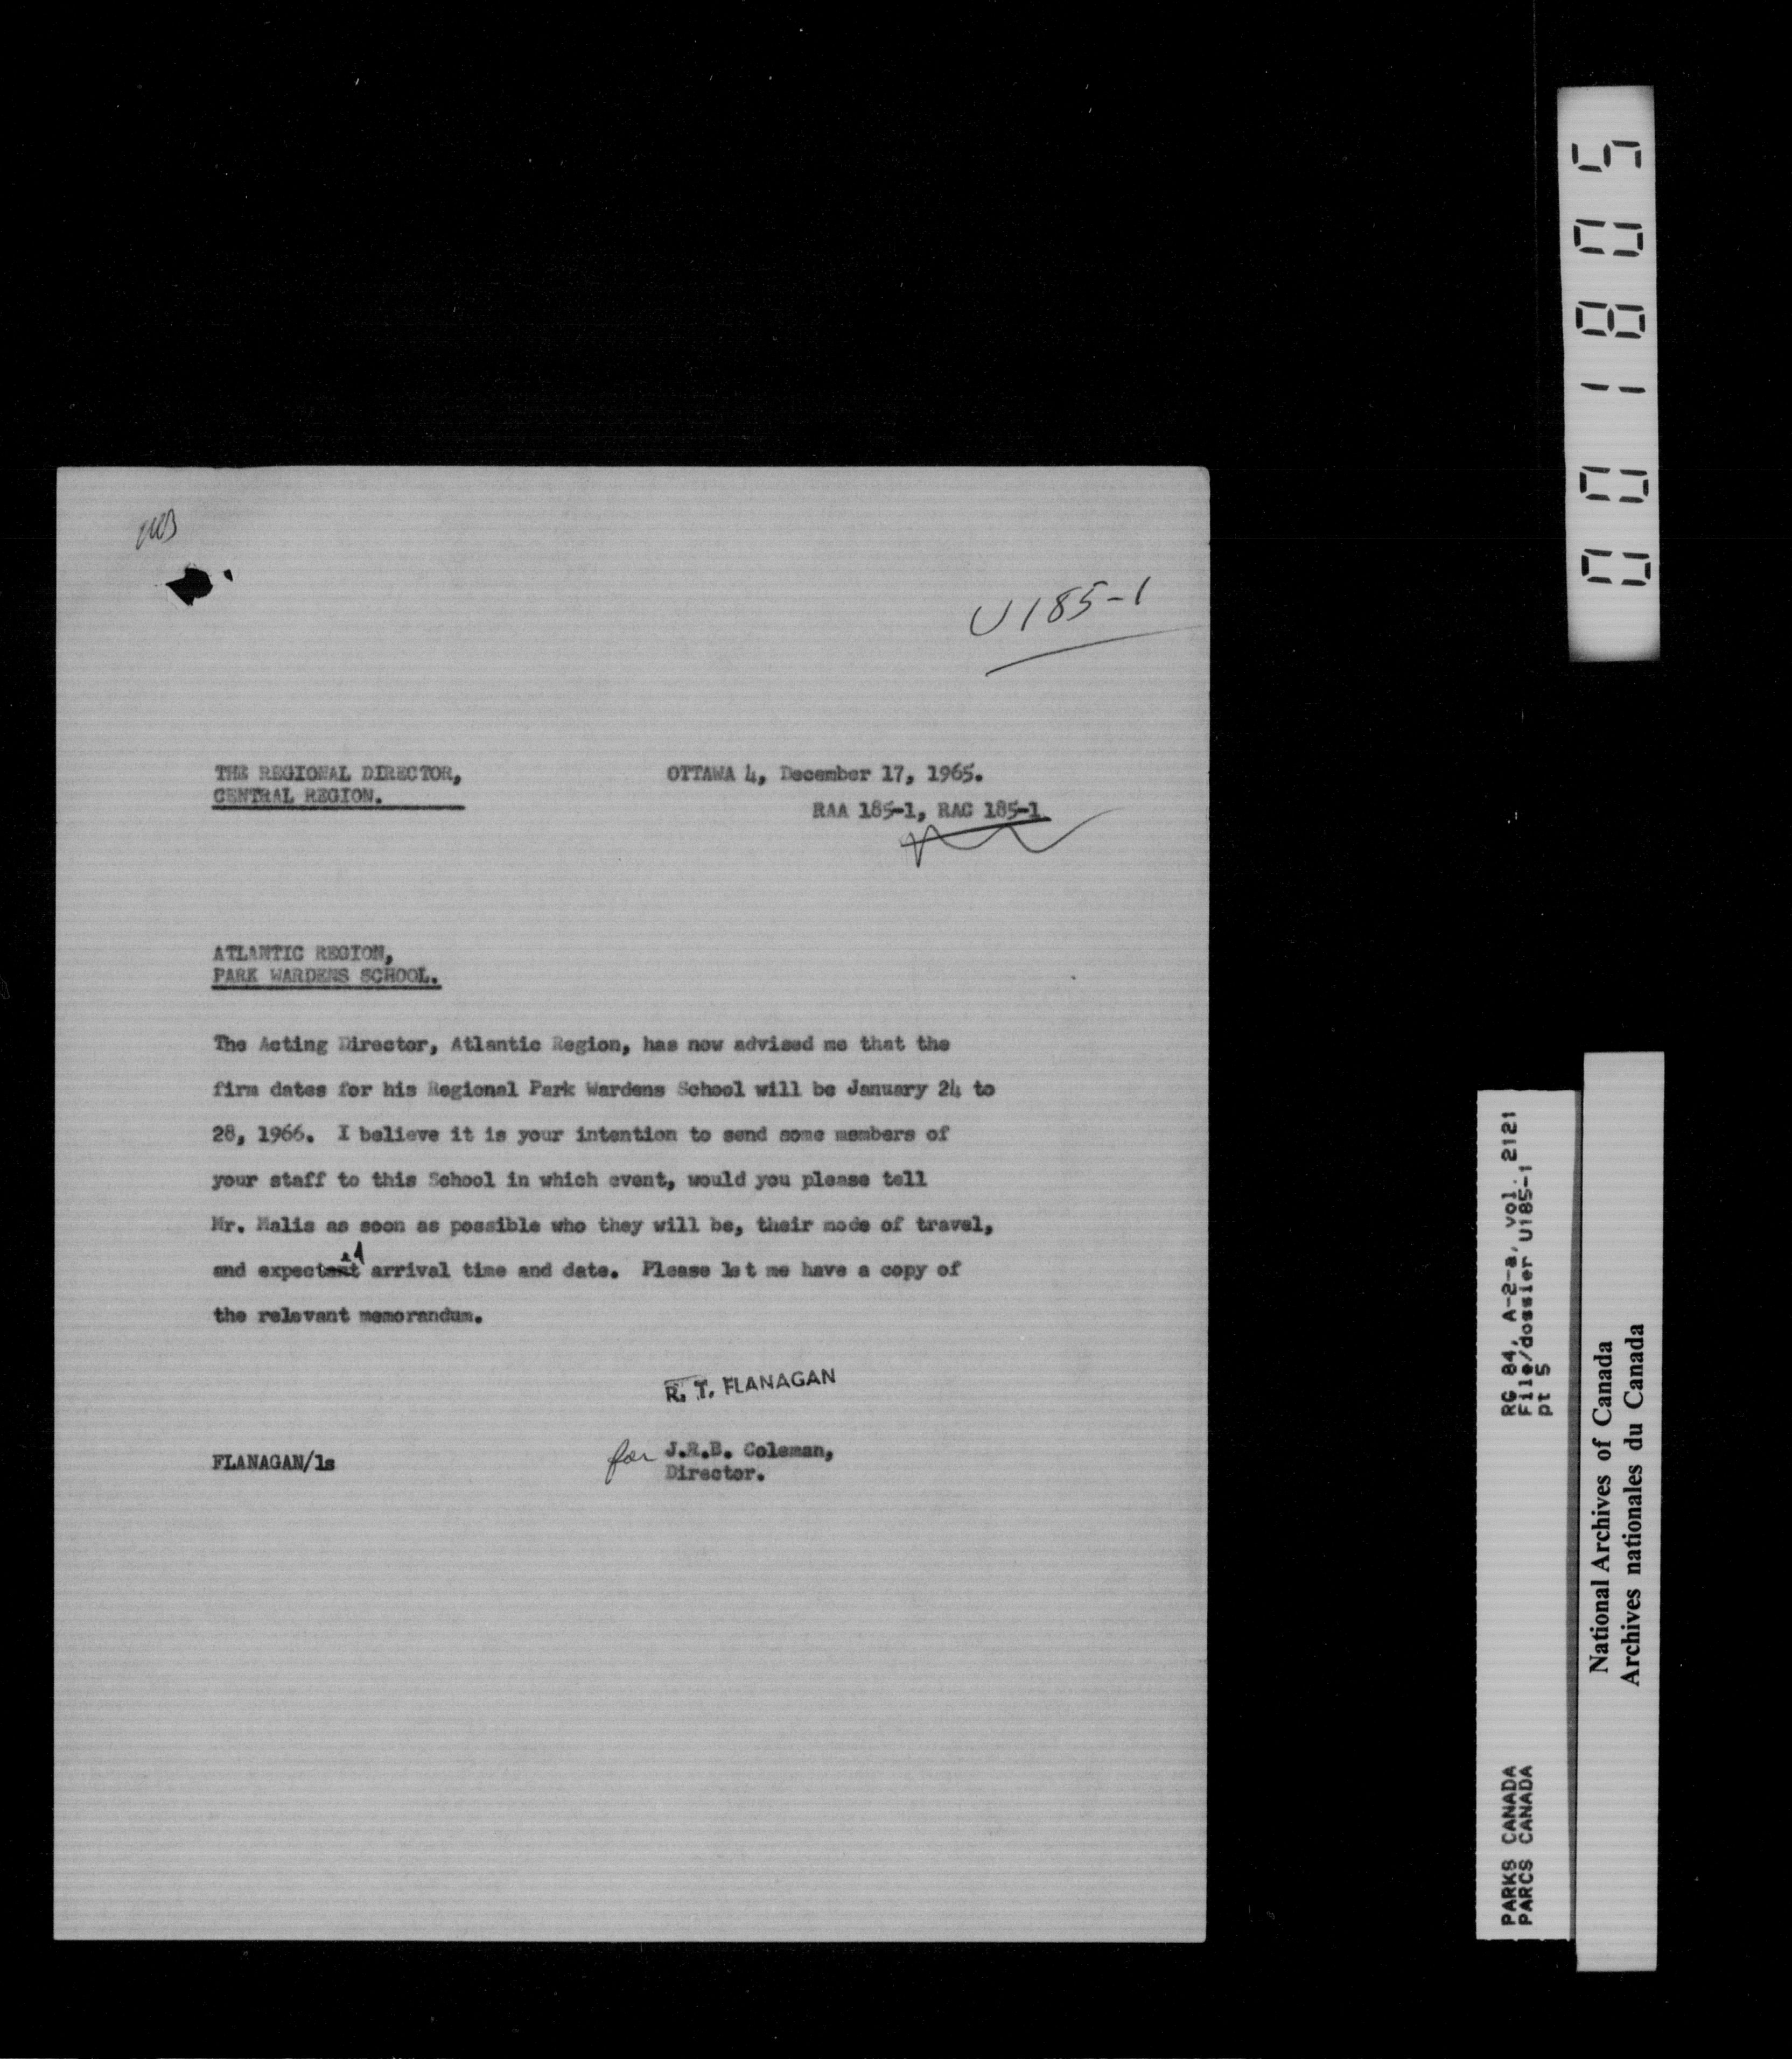 U185-1
THE REGIONAL DIRECTOR,
CENTRAL REGION.
OTTAWA 4, December 17, 1965.
RAA 185-1, RAC 185-1
ATLANTIC REGION,
PARK WARDENS SCHOOL.
The Acting Director, Atlantic Region, has now advised me that the
firm dates for his Regional Park Wardens School will be January 24 to
28, 1966. I believe it is your intention to send some members of
your staff to this School in which event, would you please tell
Mr. Malis as soon as possible who they will be, their mode of travel,
and expected arrival time and date. Please let me have a copy of
the relevant memorandum.
R. T. FLANAGAN
FLANAGAN/ls
for J.R.B. Coleman,
Director.
001805
RG 84, A-2-a, vol. 2121
File/dossier U185-1
pt 5
PARKS CANADA
PARCS CANADA
National Archives of Canada
Archives nationales du Canada